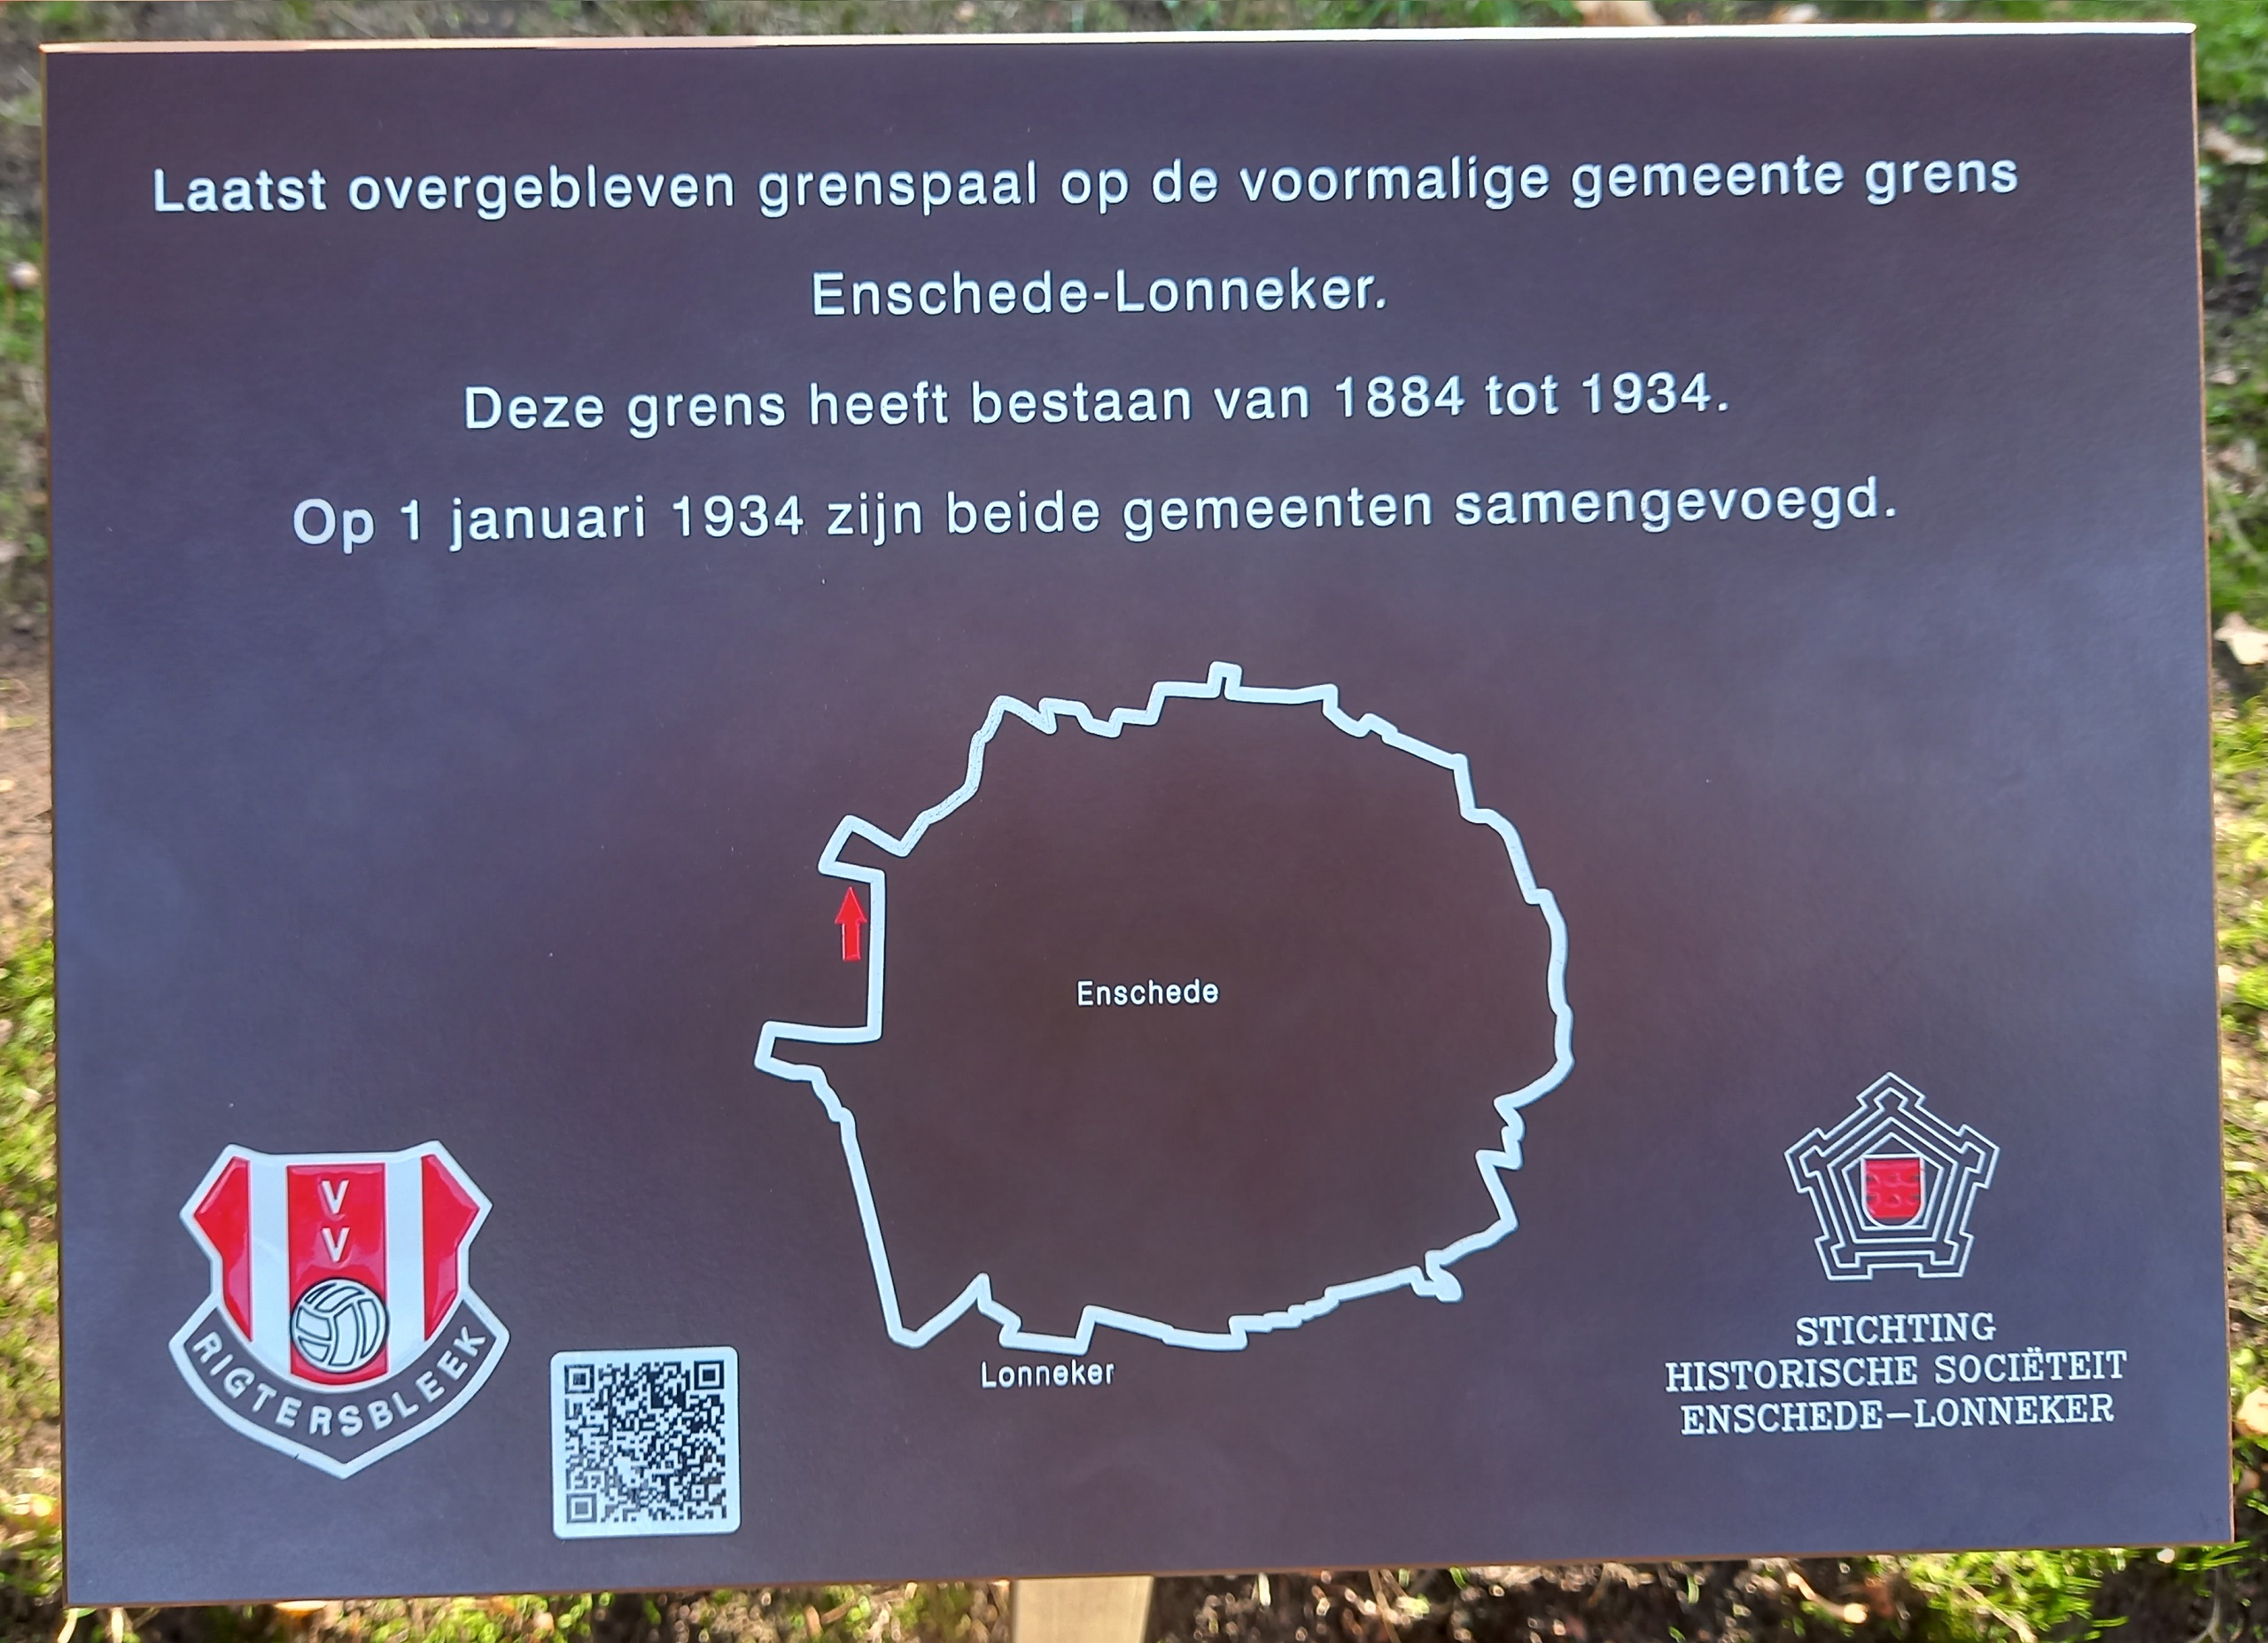 Laatst overgebleven grenspaal op de voormalige gemeente grens
Enschede-Lonneker.
Deze grens heeft bestaan van 1884 tot 1934.
Op 1 januari 1934 zijn beide gemeenten samengevoegd.
Enschede
Lonneker
V
V
RIGTERSBLEEK
STICHTING
HISTORISCHE SOCIËTEIT
ENSCHEDE-LONNEKER